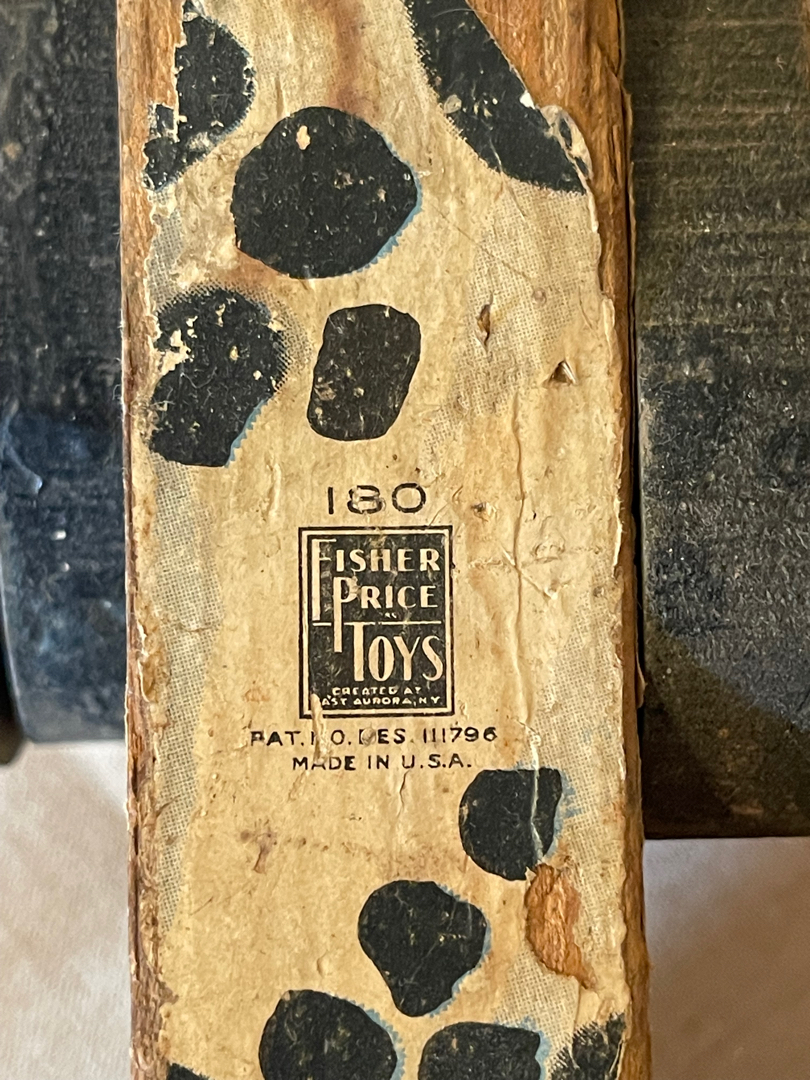 180
FISHER
PRICE
TOYS
CREATED AT
EAST AURORA, N.Y
PAT. NO. DES. 111796
MADE IN U.S.A.